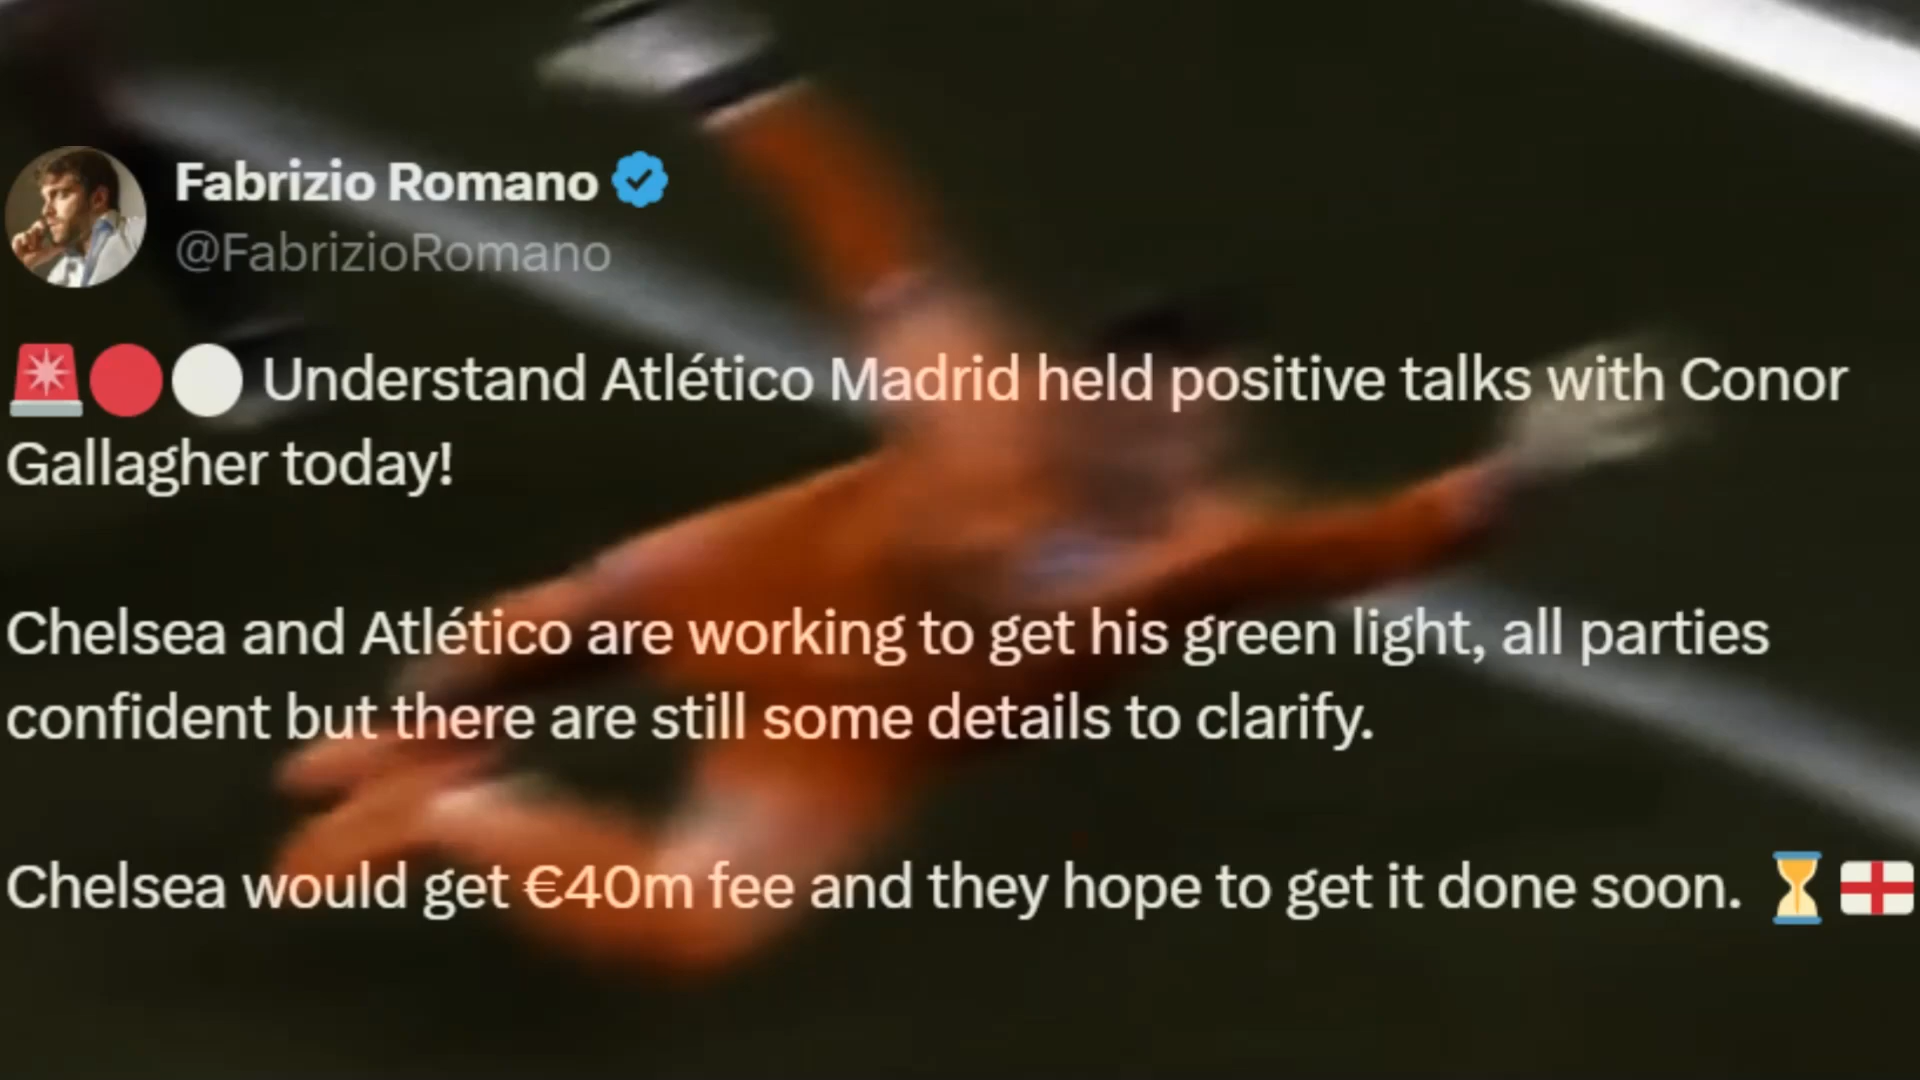 Fabrizio Romano
@FabrizioRomano
🚨🔴⚪ Understand Atlético Madrid held positive talks with Conor
Gallagher today!
Chelsea and Atlético are working to get his green light, all parties
confident but there are still some details to clarify.
Chelsea would get €40m fee and they hope to get it done soon. ⏳🏴󠁧󠁢󠁥󠁮󠁧󠁿